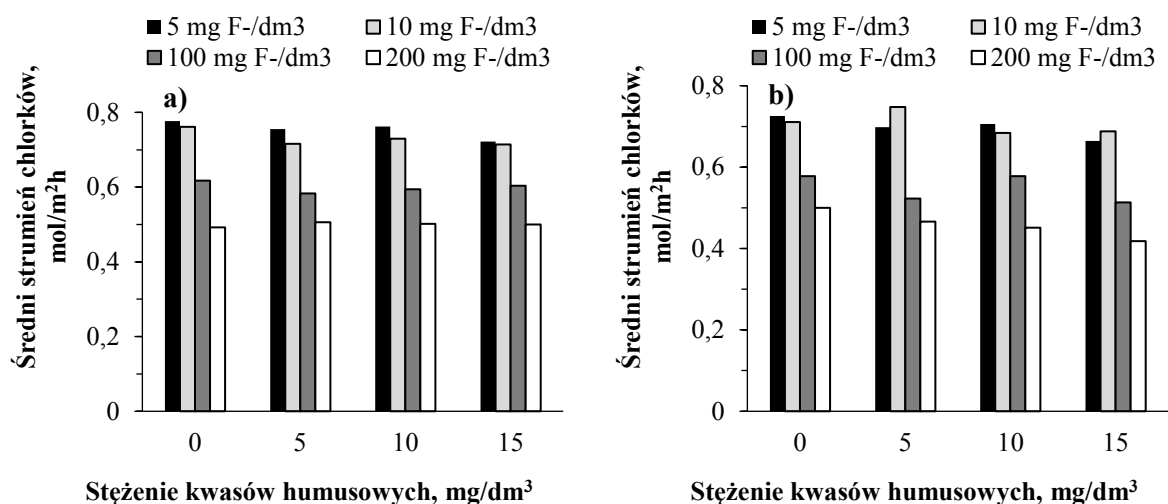 5 mg F-/dm3 10 mg F-/dm3
100 mg F-/dm3 200 mg F-/dm3
a)
Średni strumień chlorków,
mol/m²h
0,8
0,6
0,4
0,2
0
0 5 10 15
Stężenie kwasów humusowych, mg/dm³
5 mg F-/dm3 10 mg F-/dm3
100 mg F-/dm3 200 mg F-/dm3
b)
Średni strumień chlorków,
mol/m²h
0,8
0,6
0,4
0,2
0
0 5 10 15
Stężenie kwasów humusowych, mg/dm³